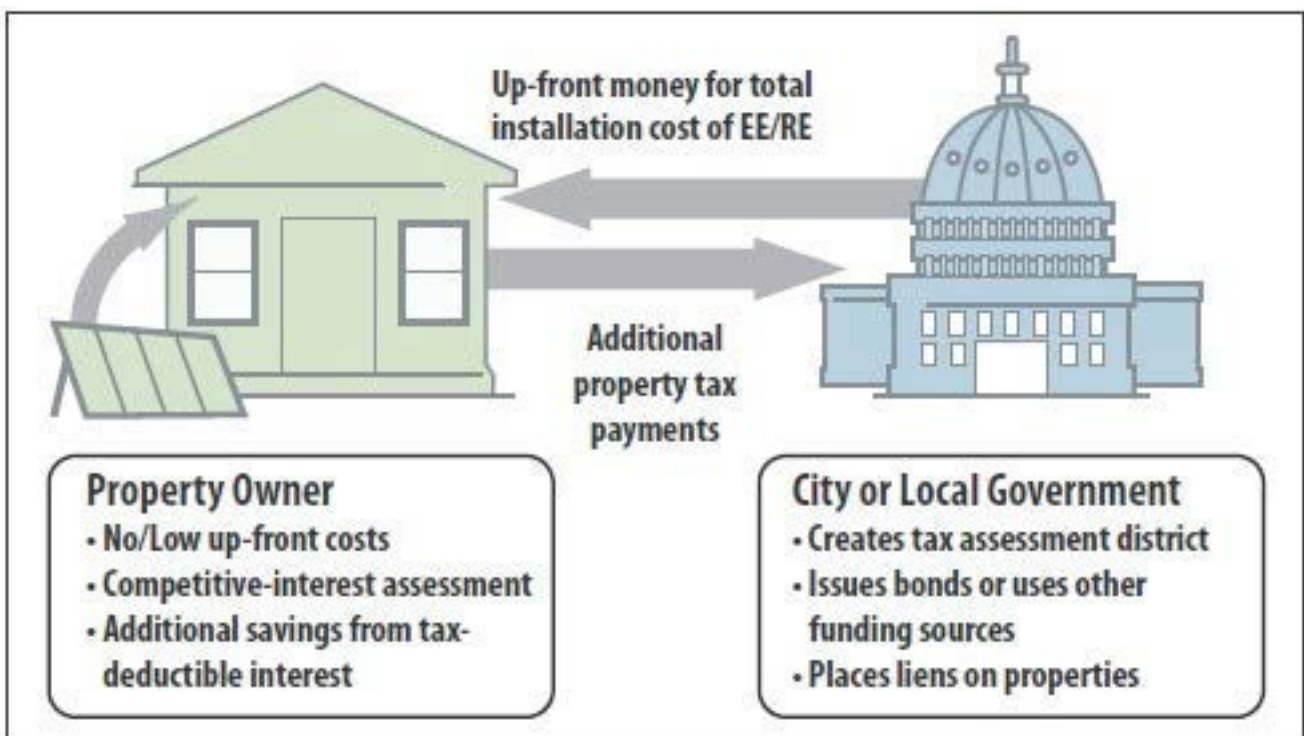 Up-front money for total
installation cost of EE/RE
Additional
property tax
payments
Property Owner
• No/Low up-front costs
• Competitive-interest assessment
• Additional savings from tax-
deductible interest
City or Local Government
• Creates tax assessment district
• Issues bonds or uses other
funding sources
• Places liens on properties